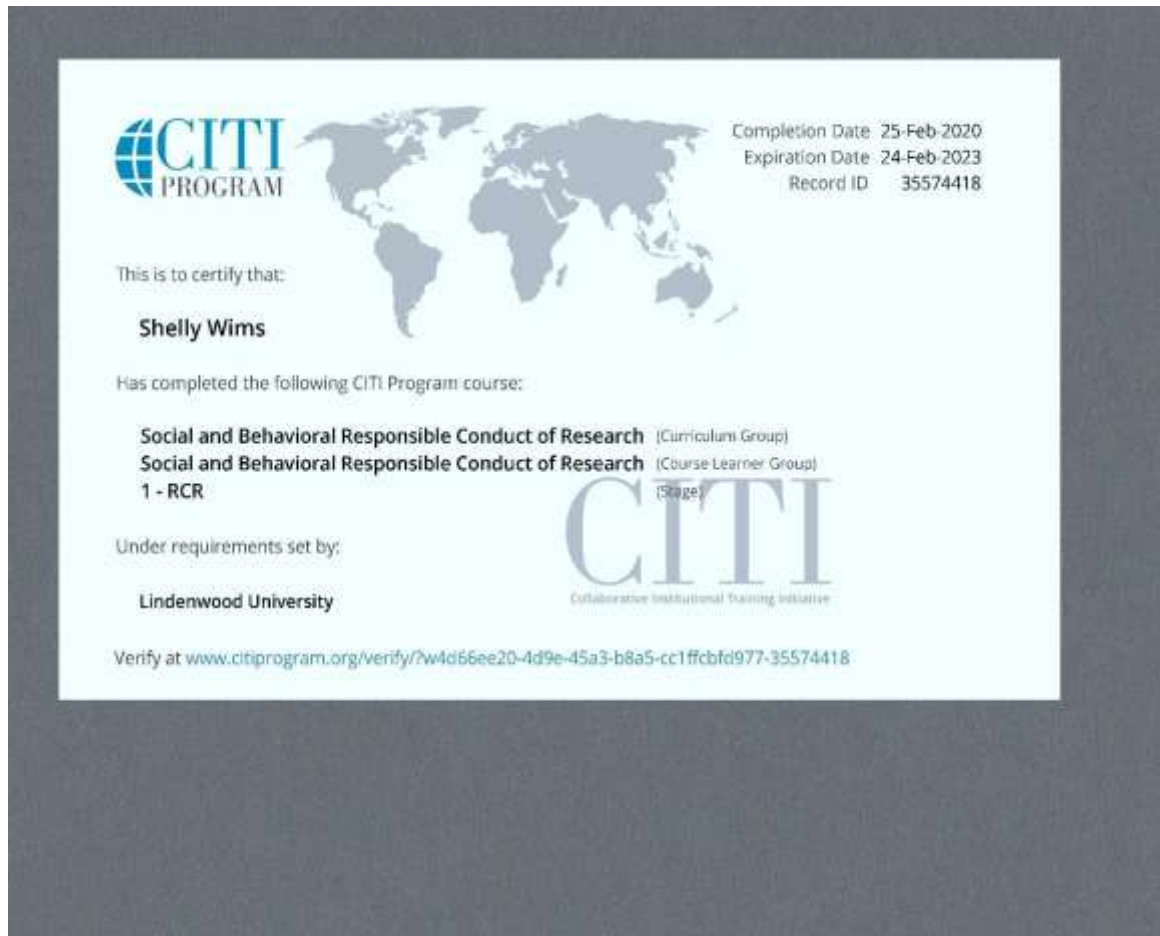 CITI
PROGRAM
Completion Date 25-Feb-2020
Expiration Date 24-Feb-2023
Record ID 35574418
This is to certify that:
Shelly Wims
Has completed the following CITI Program course:
Social and Behavioral Responsible Conduct of Research (Curriculum Group)
Social and Behavioral Responsible Conduct of Research (Course Learner Group)
1 - RCR (Stage)
Under requirements set by:
Lindenwood University
CITI
Collaborative Institutional Training Initiative
Verify at www.citiprogram.org/verify/?w4d66ee20-4d9e-45a3-b8a5-cc1ffcbfd977-35574418